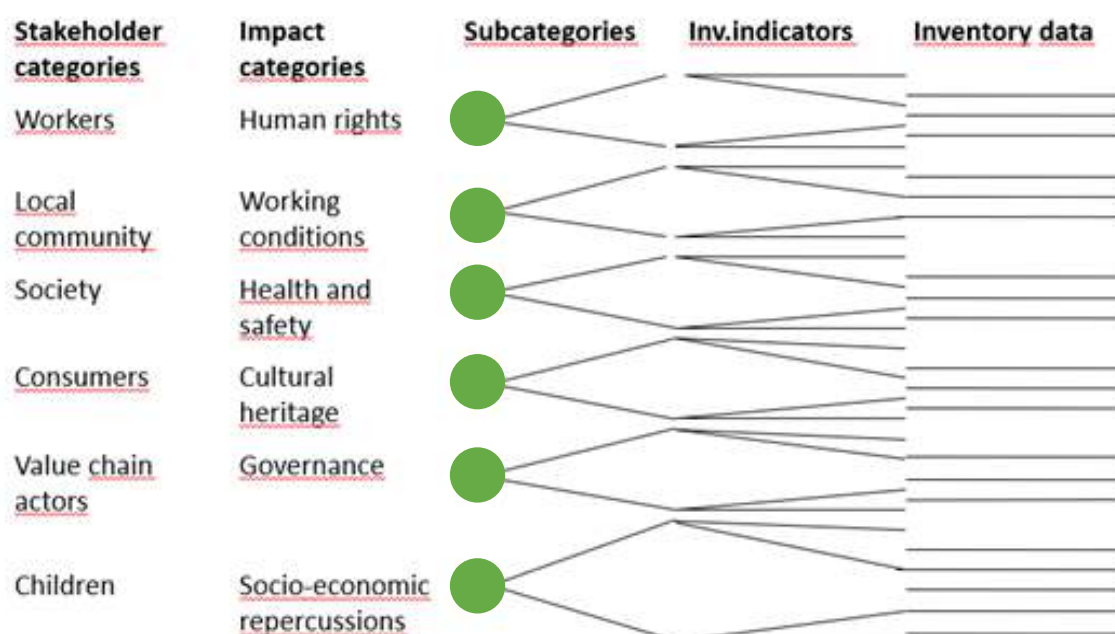 Stakeholder categories
Impact categories
Subcategories
Inv.indicators
Inventory data
Workers
Human rights
Local community
Working conditions
Society
Health and safety
Consumers
Cultural heritage
Value chain actors
Governance
Children
Socio-economic repercussions